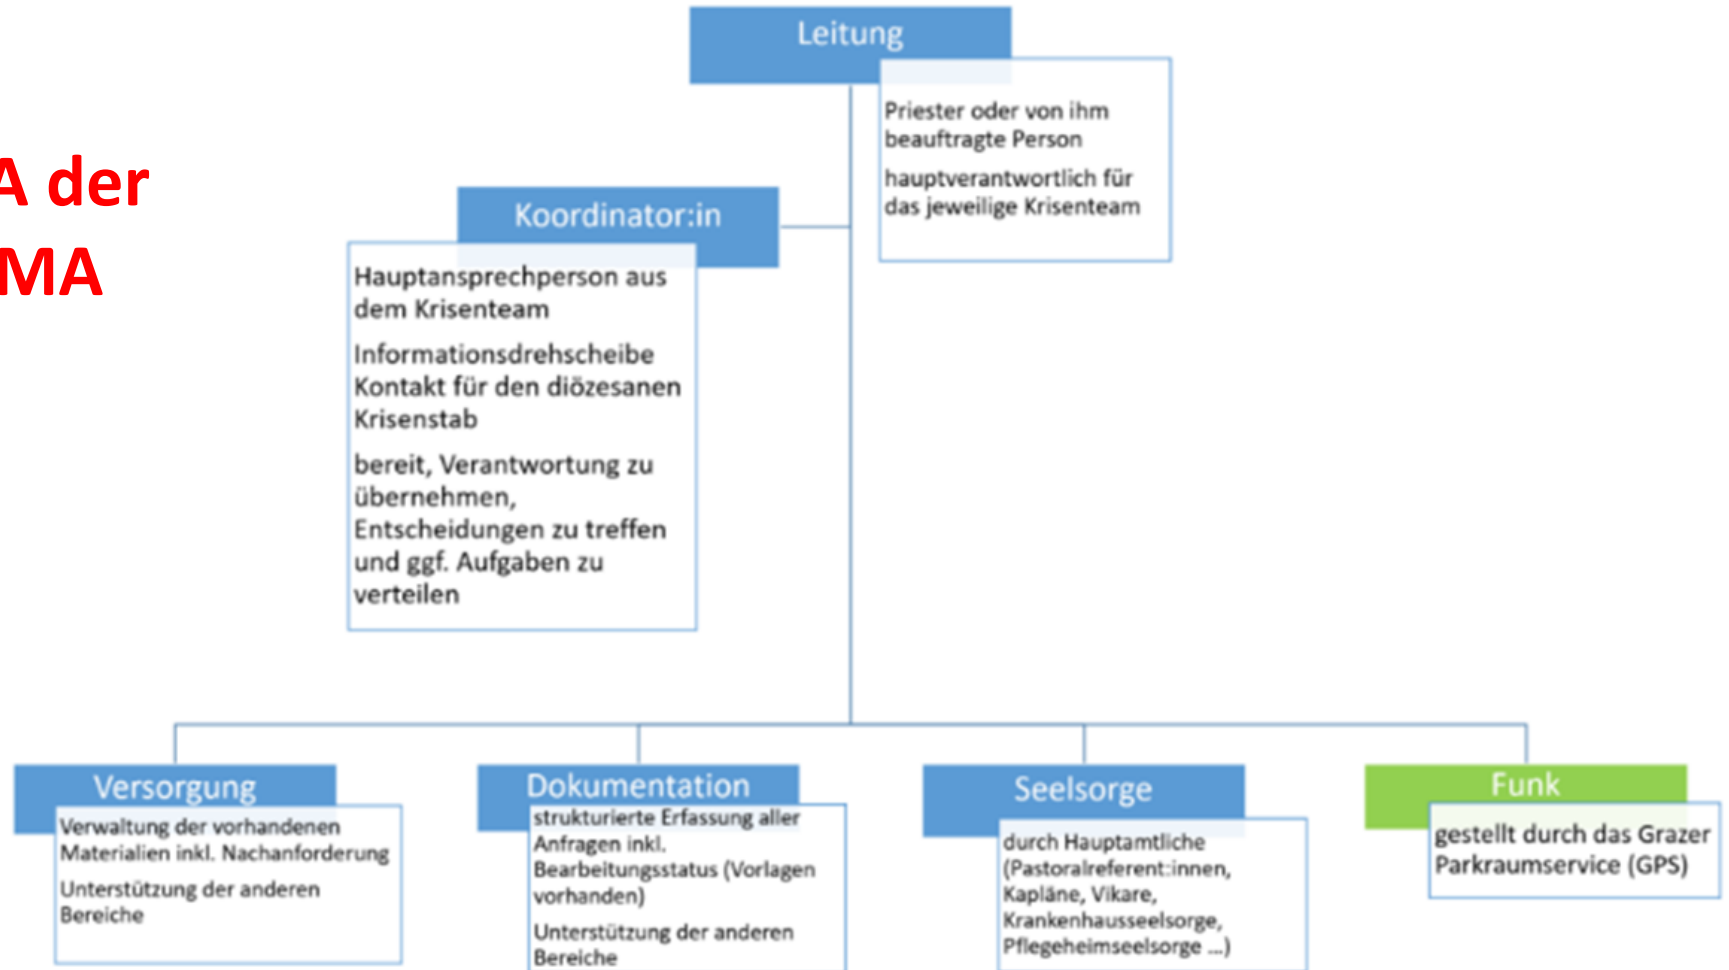 A der
MA
Leitung
Priester oder von ihm
beauftragte Person
hauptverantwortlich für
das jeweilige Krisenteam
Koordinator:in
Hauptansprechperson aus
dem Krisenteam
Informationsdrehscheibe
Kontakt für den diözesanen
Krisenstab
bereit, Verantwortung zu
übernehmen,
Entscheidungen zu treffen
und ggf. Aufgaben zu
verteilen
Versorgung
Verwaltung der vorhandenen
Materialien inkl. Nachanforderung
Unterstützung der anderen
Bereiche
Dokumentation
strukturierte Erfassung aller
Anfragen inkl.
Bearbeitungsstatus (Vorlagen
vorhanden)
Unterstützung der anderen
Bereiche
Seelsorge
durch Hauptamtliche
(Pastoralreferent:innen,
Kapläne, Vikare,
Krankenhausseelsorge,
Pflegeheimseelsorge ...)
Funk
gestellt durch das Grazer
Parkraumservice (GPS)